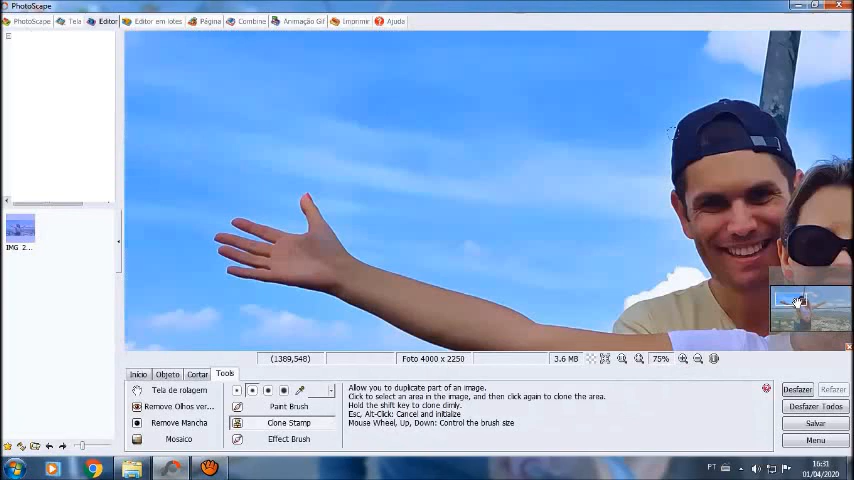 PhotoScape
PhotoScape Tela Editor Editor em lotes Página Combine Animação Gif Imprimir Ajuda
IMG 2...
(1389,548) Foto 4000 x 2250 3.6 MB 75%
Início Objeto Cortar Tools
Tela de rolagem
Remove Olhos ver...
Remove Mancha
Mosaico
Paint Brush
Clone Stamp
Effect Brush
Allow you to duplicate part of an image.
Click to select an area in the image, and then click again to clone the area.
Hold the shift key to clone dimly.
Esc, Alt-Click: Cancel and initialize
Mouse Wheel, Up, Down: Control the brush size
Desfazer Refazer
Desfazer Todos
Salvar
Menu
PT
16:31
01/04/2020